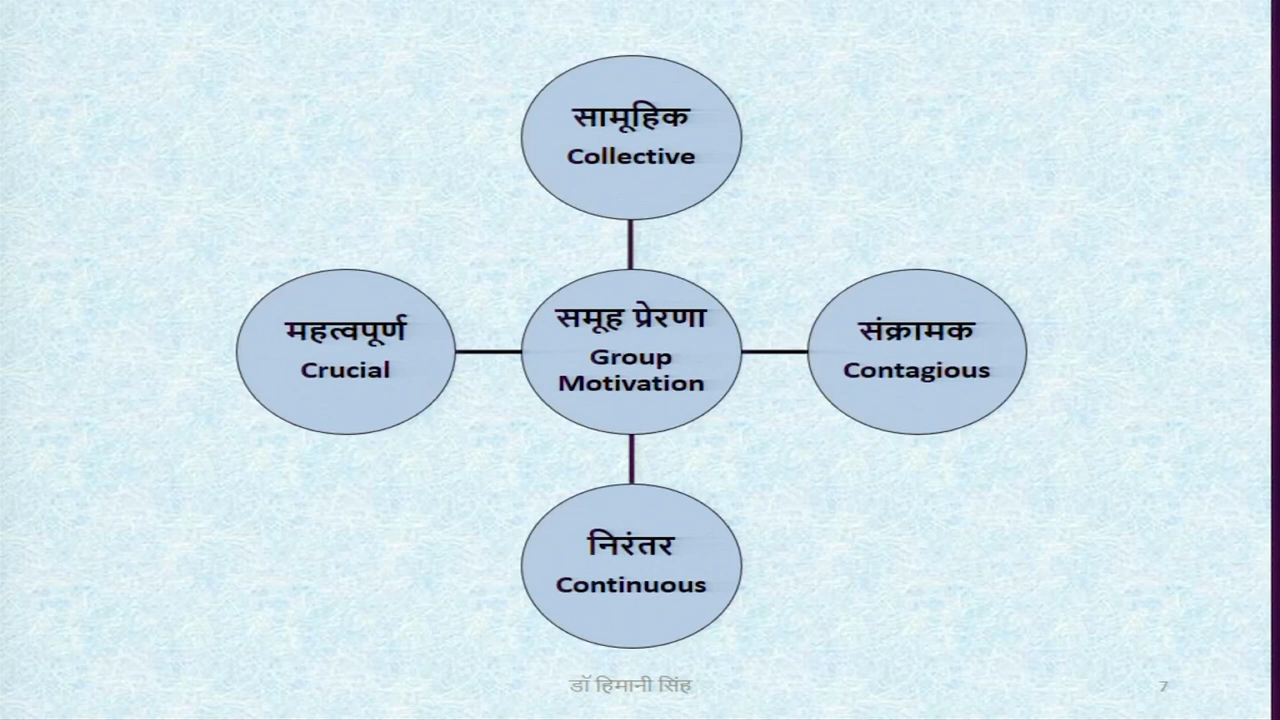 सामूहिक
Collective
महत्वपूर्ण
Crucial
समूह प्रेरणा
Group
Motivation
संक्रामक
Contagious
निरंतर
Continuous
डॉ हिमानी सिंह
7